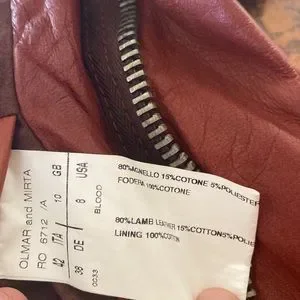 OLMAR and MIRTA
RO 6712 /A 10 GB
42 ITA 8 USA
38 DE
0033 BLOOD
80%AGNELLO 15%COTONE 5%POLIESTER
FODERA 100%COTONE
80%LAMB LEATHER 15%COTTON5%POLIE
LINING 100%COTTON